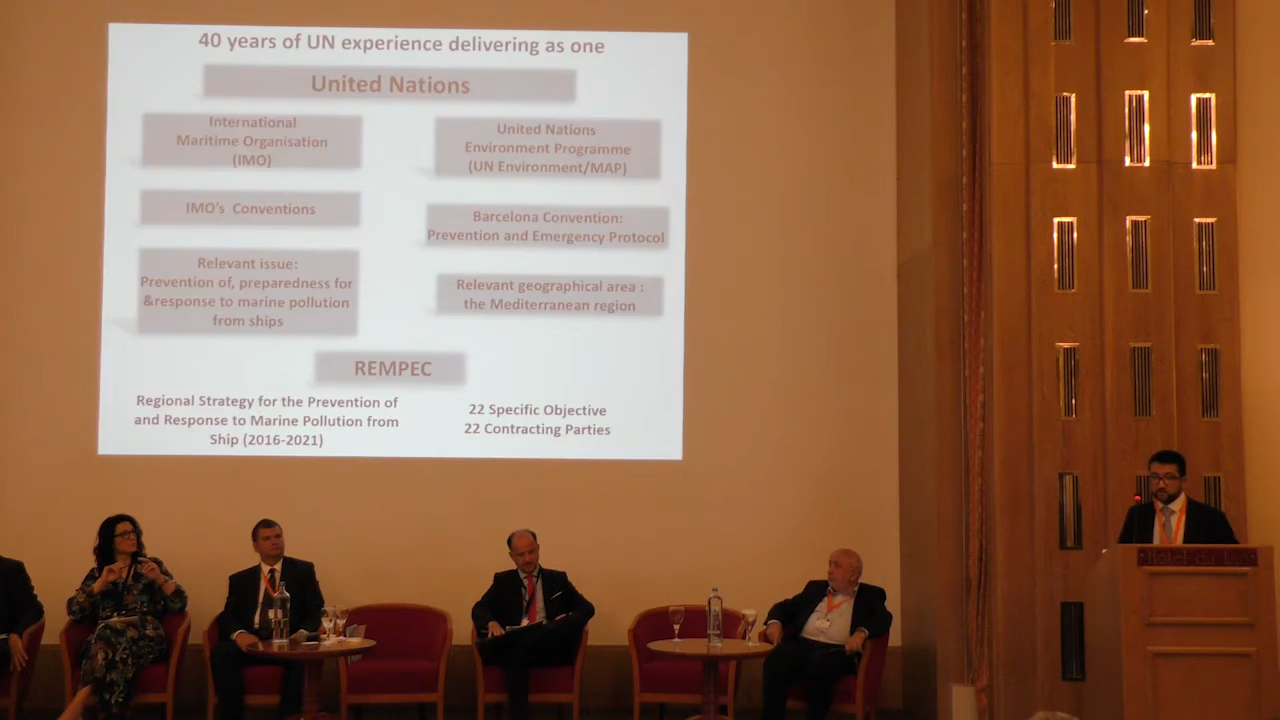 40 years of UN experience delivering as one
United Nations
International
Maritime Organisation
(IMO)
United Nations
Environment Programme
(UN Environment/MAP)
IMO's Conventions
Barcelona Convention:
Prevention and Emergency Protocol
Relevant issue:
Prevention of, preparedness for
&response to marine pollution
from ships
Relevant geographical area :
the Mediterranean region
REMPEC
Regional Strategy for the Prevention of
and Response to Marine Pollution from
Ship (2016-2021)
22 Specific Objective
22 Contracting Parties